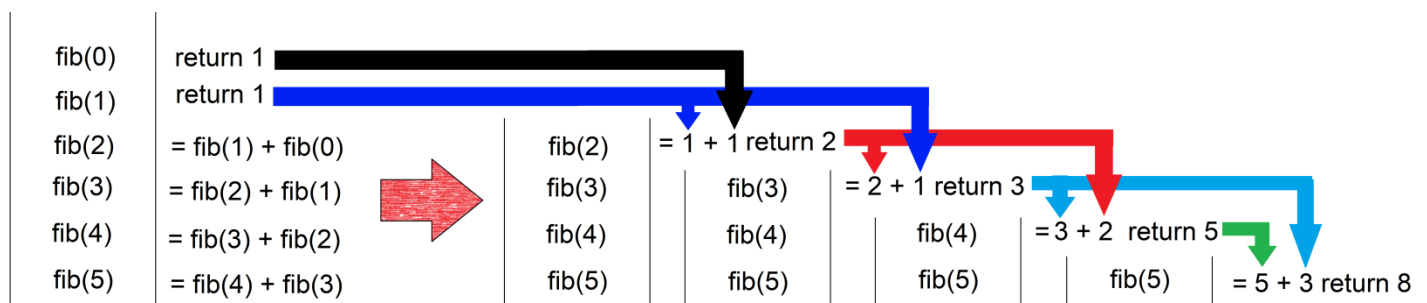 fib(0) return 1
fib(1) return 1
fib(2) = fib(1) + fib(0) fib(2) = 1 + 1 return 2
fib(3) = fib(2) + fib(1) fib(3) fib(3) = 2 + 1 return 3
fib(4) = fib(3) + fib(2) fib(4) fib(4) fib(4) = 3 + 2 return 5
fib(5) = fib(4) + fib(3) fib(5) fib(5) fib(5) fib(5) = 5 + 3 return 8